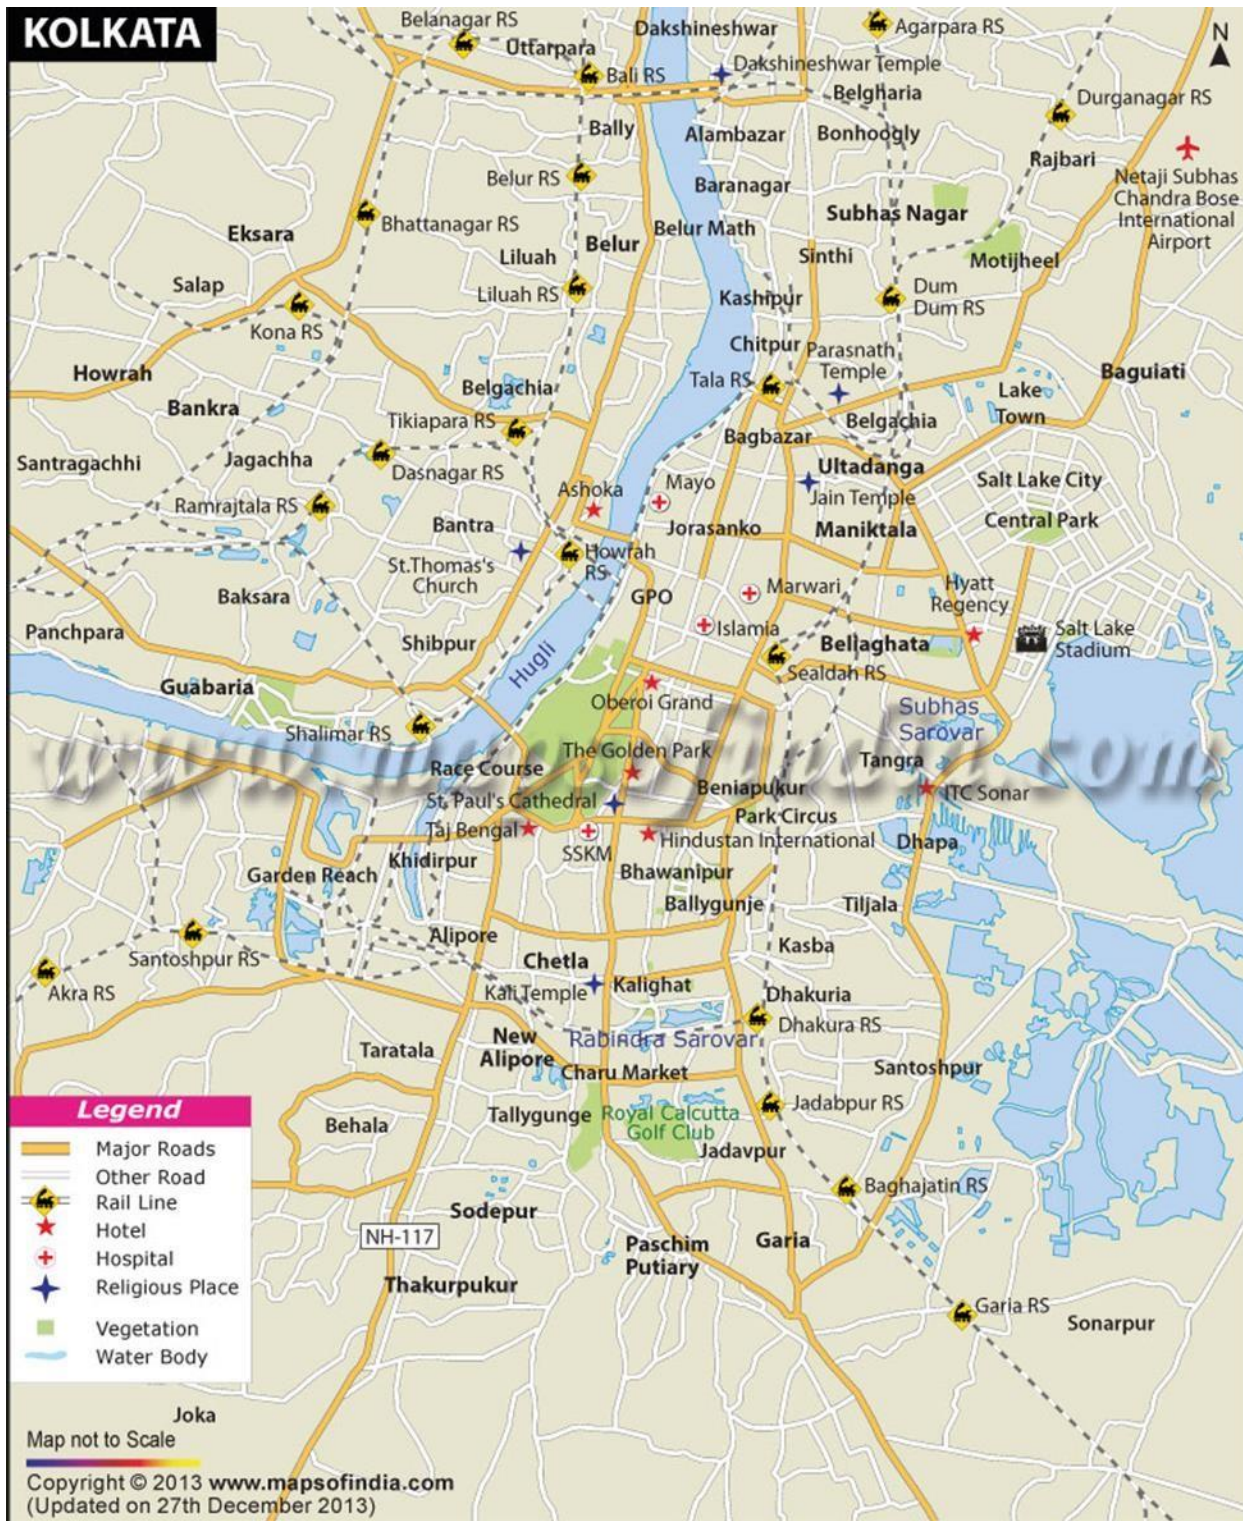 KOLKATA
N
Belanagar RS
Uttarpara
Dakshineshwar
Agarpara RS
Bali RS
Dakshineshwar Temple
Belgharia
Durganagar RS
Bally
Alambazar
Bonhoogly
Rajbari
Belur RS
Baranagar
Netaji Subhas
Chandra Bose
International
Airport
Bhattanagar RS
Eksara
Belur Math
Subhas Nagar
Belur
Liluah
Sinthi
Motijheel
Salap
Liluah RS
Kashipur
Dum
Dum RS
Kona RS
Chitpur
Parasnath
Temple
Howrah
Belgachia
Tala RS
Baguiati
Bankra
Lake
Town
Tikiapara RS
Belgachia
Bagbazar
Santragachhi
Jagachha
Dasnagar RS
Ultadanga
Salt Lake City
Ashoka
Mayo
Jain Temple
Ramrajtala RS
Bantra
Jorasanko
Maniktala
Central Park
St.Thomas's
Church
Howrah
RS
Baksara
GPO
Marwari
Hyatt
Regency
Panchpara
Shibpur
Islamia
Bellaghata
Salt Lake
Stadium
Hugli
Sealdah RS
Guabaria
Oberoi Grand
Subhas
Sarovar
Shalimar RS
www.mapsofindia.com
The Golden Park
Race Course
Tangra
Beniapukur
ITC Sonar
St. Paul's Cathedral
Park Circus
Taj Bengal
Hindustan International
Dhapa
SSKM
Khidirpur
Garden Reach
Bhawanipur
Ballygunje
Tiljala
Alipore
Kasba
Santoshpur RS
Chetla
Akra RS
Kali Temple
Kalighat
Dhakuria
Dhakura RS
New
Alipore
Rabindra Sarovar
Taratala
Charu Market
Santoshpur
Tallygunge
Royal Calcutta
Golf Club
Jadabpur RS
Behala
Jadavpur
Baghajatin RS
Sodepur
NH-117
Paschim
Putiary
Garia
Thakurpukur
Garia RS
Sonarpur
Legend
Major Roads
Other Road
Rail Line
Hotel
Hospital
Religious Place
Vegetation
Water Body
Joka
Map not to Scale
Copyright © 2013 www.mapsofindia.com
(Updated on 27th December 2013)